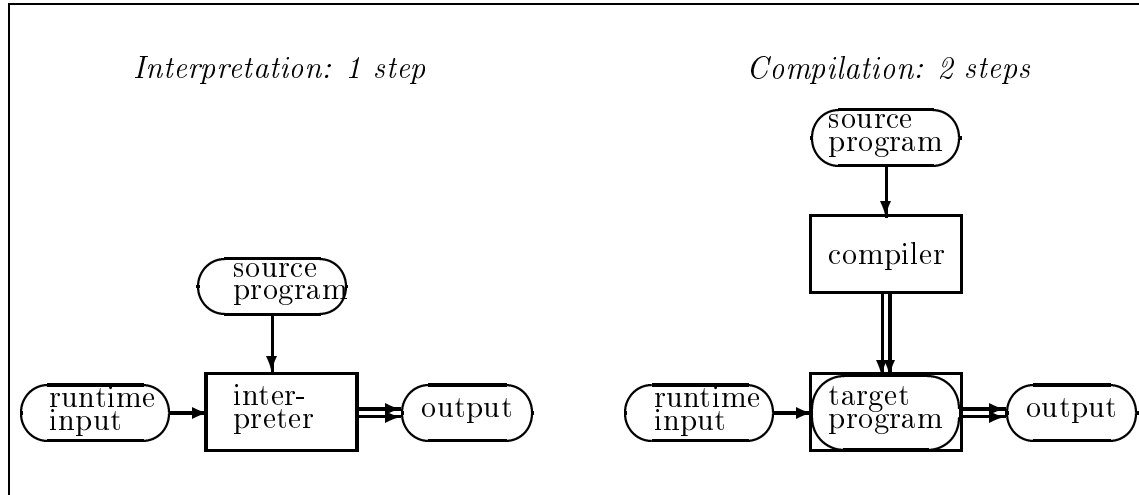 Interpretation: 1 step
source
program
runtime
input
inter-
preter
output
Compilation: 2 steps
source
program
compiler
runtime
input
target
program
output